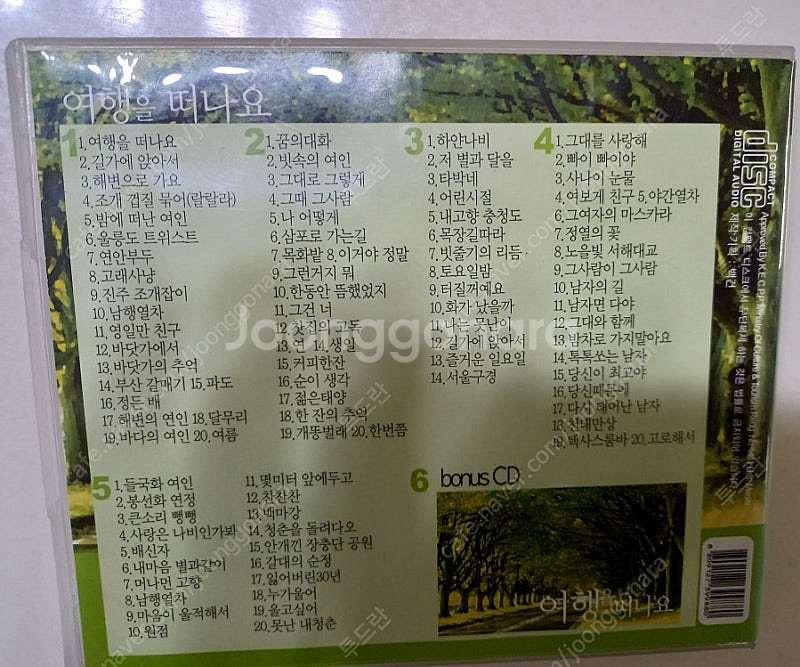 여행을 떠나요
1
1.여행을 떠나요
2.길가에 앉아서
3.해변으로 가요
4.조개 껍질 묶어(랄랄라)
5.밤에 떠난 여인
6.울릉도 트위스트
7.연안부두
8.고래사냥
9.진주 조개잡이
10.남행열차
11.영일만 친구
12.바닷가에서
13.바닷가의 추억
14.부산 갈매기 15.파도
16.정든 배
17.해변의 연인 18.달무리
19.바다의 여인 20.여름
2
1.꿈의대화
2.빗속의 여인
3.그대로 그렇게
4.그때 그사람
5.나 어떻게
6.삼포로 가는길
7.목화밭 8.이거야 정말
9.그런거지 뭐
10.한동안 뜸했었지
11.그건 너
12.찻집의 고독
13.연 14.생일
15.커피한잔
16.순이 생각
17.젊은태양
18.한 잔의 추억
19.개똥벌래 20.한번쯤
3
1.하얀나비
2.저 별과 달을
3.타박네
4.어린시절
5.내고향 충청도
6.목장길따라
7.빗줄기의 리듬
8.토요일밤
9.터질꺼예요
10.화가 났을까
11.나는 못난이
12.길가에 앉아서
13.즐거운 일요일
14.서울구경
4
1.그대를 사랑해
2.빠이 빠이야
3.사나이 눈물
4.여보게 친구 5.야간열차
6.그여자의 마스카라
7.정열의 꽃
8.노을빛 서해대교
9.그사람이 그사람
10.남자의 길
11.남자면 다야
12.그대와 함께
13.밤차로 가지말아요
14.톡톡쏘는 남자
15.당신이 최고야
16.당신때문에
17.다시 태어난 남자
18.신대만상
19.텍사스룸바 20.고로해서
5
1.들국화 여인
2.봉선화 연정
3.큰소리 뻥뻥
4.사랑은 나비인가봐
5.배신자
6.내마음 별과같이
7.머나먼 고향
8.남행열차
9.마음이 울적해서
10.원점
11.몇미터 앞에두고
12.찬찬찬
13.백마강
14.청춘을 돌려다오
15.안개낀 장충단 공원
16.갈대의 순정
17.잃어버린30년
18.누가울어
19.울고싶어
20.못난 내청춘
6
bonus CD
여행을 떠나요
COMPACT
disc
DIGITAL AUDIO
제작·기획 : 백건
Joonggonara
투드란